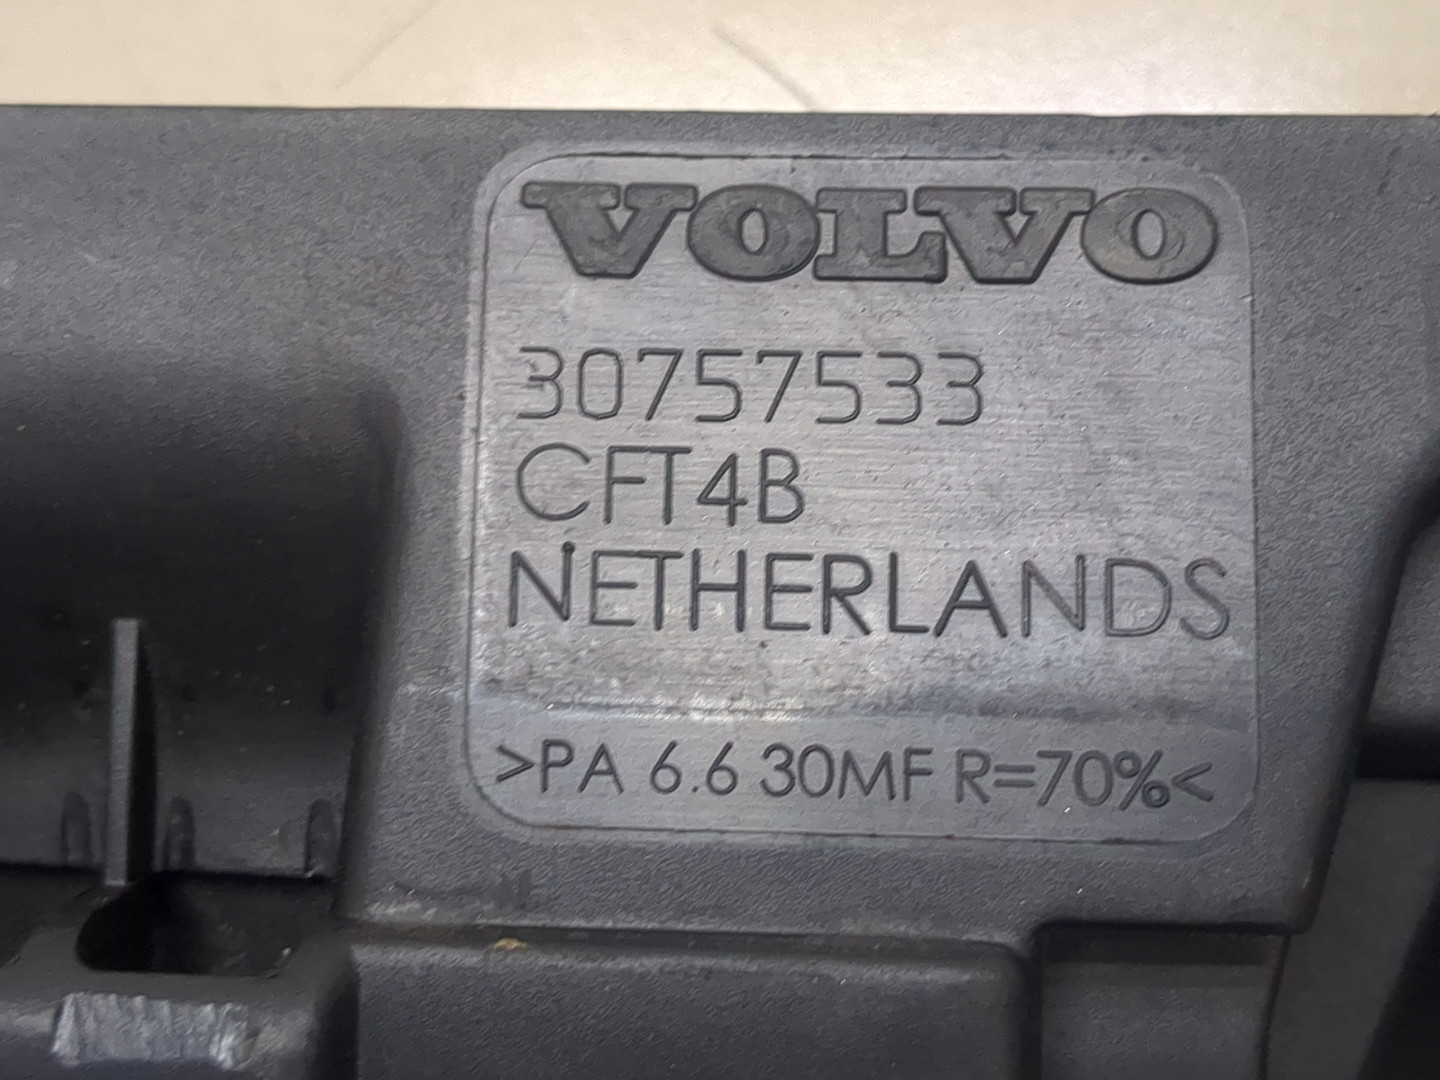 VOLVO
30757533
CFT4B
NETHERLANDS
>PA 6.6 30MF R=70%<